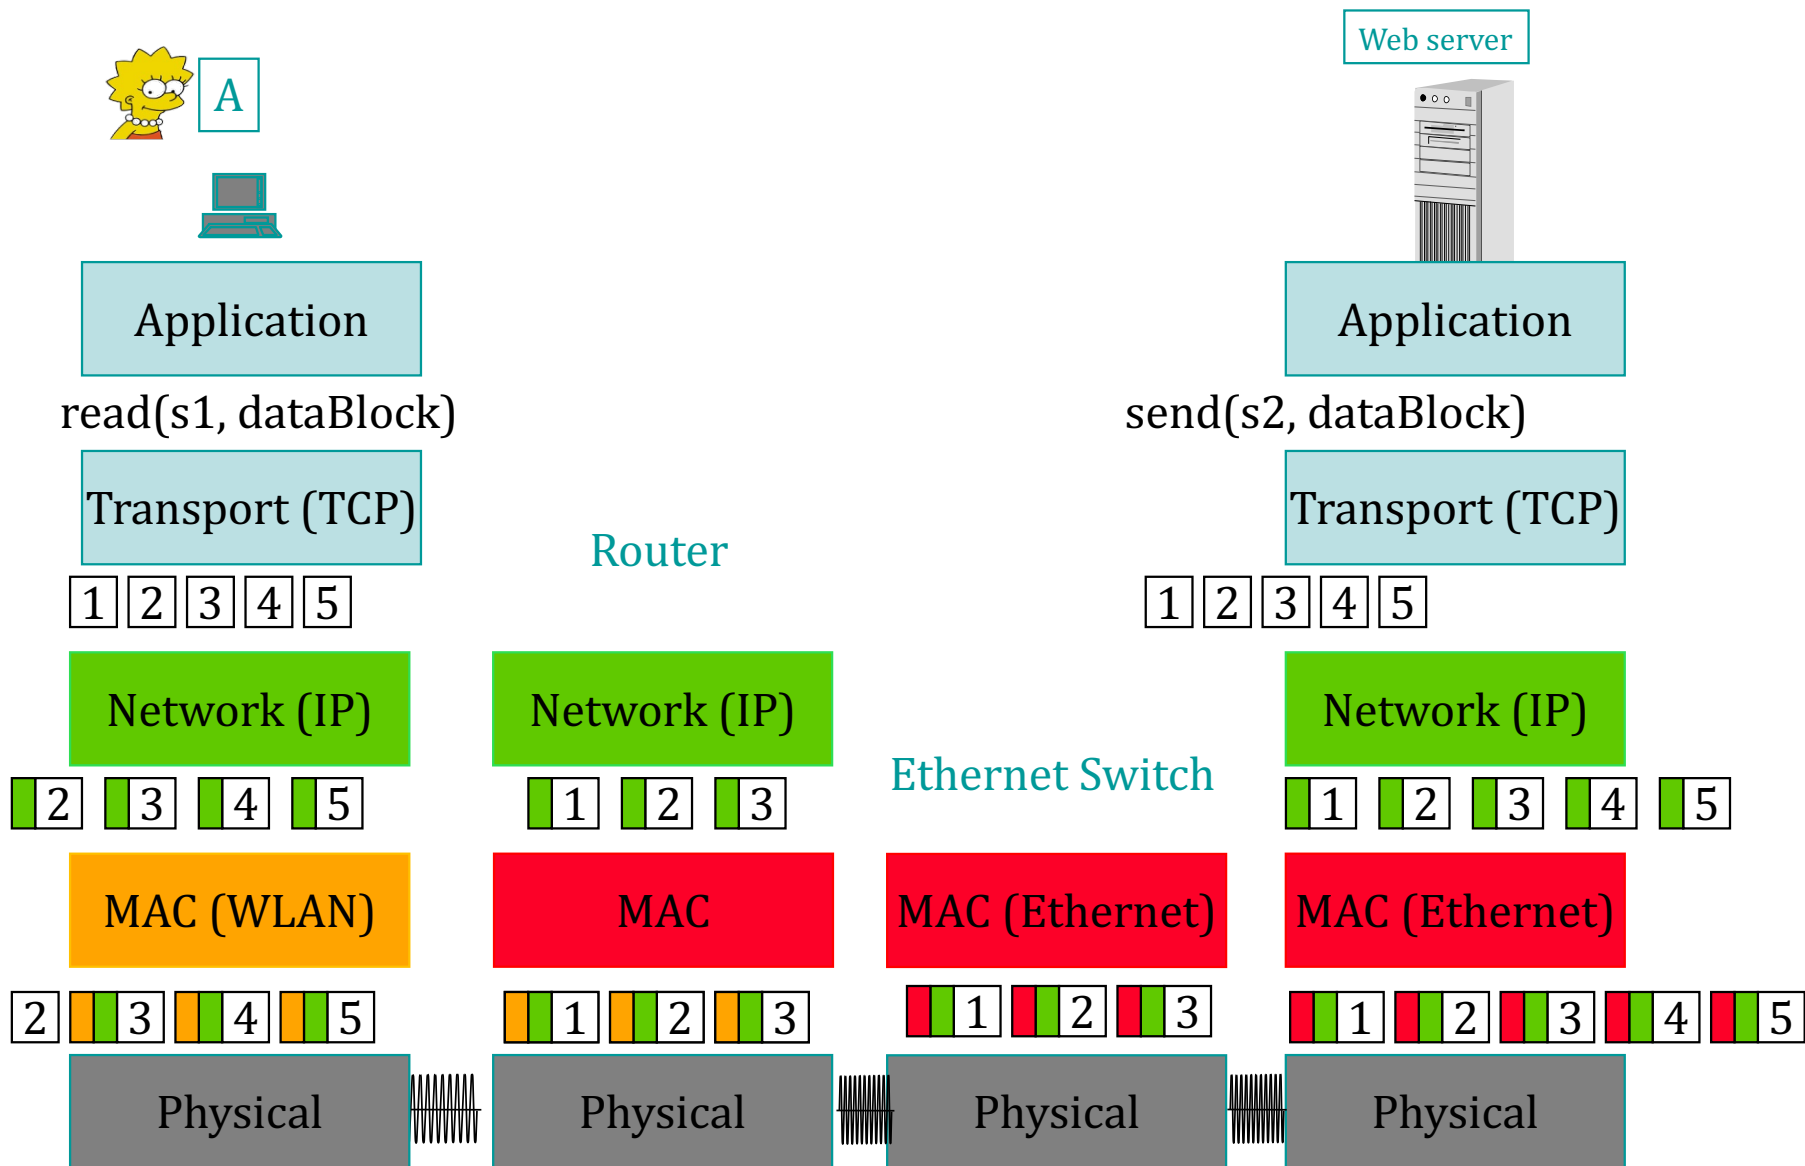 Web server
A
Application
Application
read(s1, dataBlock)
send(s2, dataBlock)
Transport (TCP)
Transport (TCP)
Router
1 2 3 4 5
1 2 3 4 5
Network (IP)
Network (IP)
Network (IP)
Ethernet Switch
2 3 4 5
1 2 3
1 2 3 4 5
MAC (WLAN)
MAC
MAC (Ethernet)
MAC (Ethernet)
2 3 4 5
1 2 3
1 2 3
1 2 3 4 5
Physical
Physical
Physical
Physical